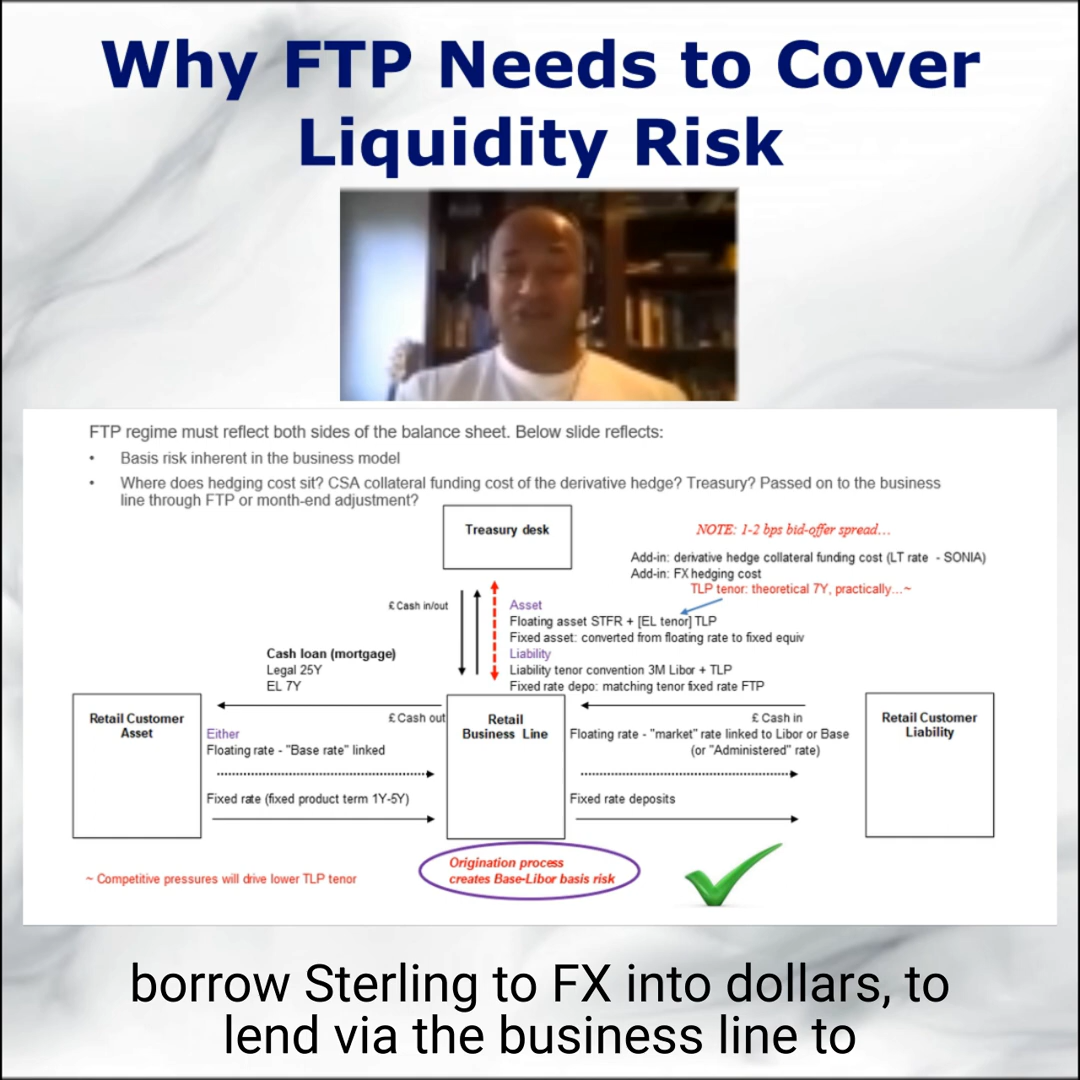 Why FTP Needs to Cover
Liquidity Risk
FTP regime must reflect both sides of the balance sheet. Below slide reflects:
• Basis risk inherent in the business model
• Where does hedging cost sit? CSA collateral funding cost of the derivative hedge? Treasury? Passed on to the business
line through FTP or month-end adjustment?
Treasury desk
NOTE: 1-2 bps bid-offer spread…
Add-in: derivative hedge collateral funding cost (LT rate - SONIA)
Add-in: FX hedging cost
TLP tenor: theoretical 7Y, practically…~
£ Cash in/out
Asset
Floating asset STFR + [EL tenor] TLP
Fixed asset: converted from floating rate to fixed equiv
Liability
Liability tenor convention 3M Libor + TLP
Fixed rate depo: matching tenor fixed rate FTP
Cash loan (mortgage)
Legal 25Y
EL 7Y
Retail Customer
Asset
£ Cash out
Either
Floating rate - "Base rate" linked
Fixed rate (fixed product term 1Y-5Y)
Retail
Business Line
£ Cash in
Floating rate - "market" rate linked to Libor or Base
(or "Administered" rate)
Fixed rate deposits
Retail Customer
Liability
Origination process
creates Base-Libor basis risk
~ Competitive pressures will drive lower TLP tenor
borrow Sterling to FX into dollars, to
lend via the business line to